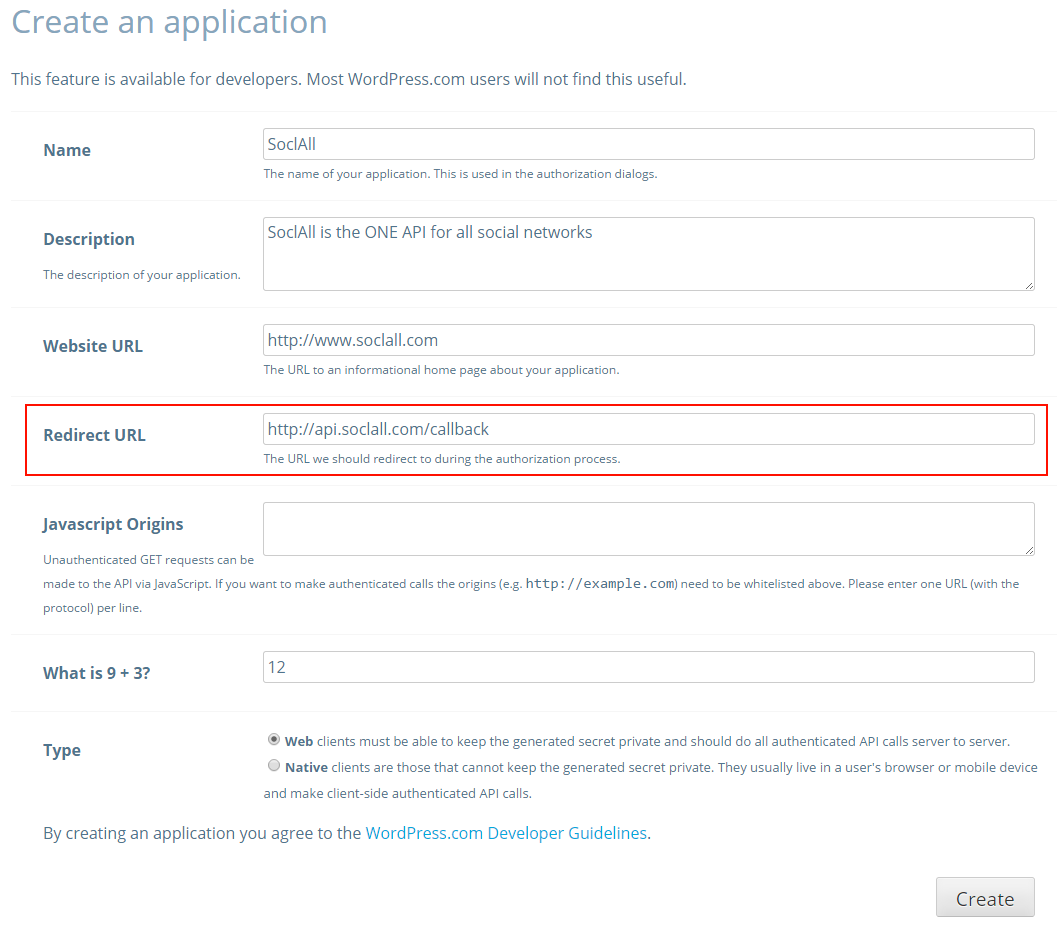 Create an application
This feature is available for developers. Most WordPress.com users will not find this useful.
Name
SoclAll
The name of your application. This is used in the authorization dialogs.
Description
The description of your application.
SoclAll is the ONE API for all social networks
Website URL
http://www.soclall.com
The URL to an informational home page about your application.
Redirect URL
http://api.soclall.com/callback
The URL we should redirect to during the authorization process.
Javascript Origins
Unauthenticated GET requests can be
made to the API via JavaScript. If you want to make authenticated calls the origins (e.g. http://example.com) need to be whitelisted above. Please enter one URL (with the
protocol) per line.
What is 9 + 3?
12
Type
Web clients must be able to keep the generated secret private and should do all authenticated API calls server to server.
Native clients are those that cannot keep the generated secret private. They usually live in a user's browser or mobile device
and make client-side authenticated API calls.
By creating an application you agree to the WordPress.com Developer Guidelines.
Create